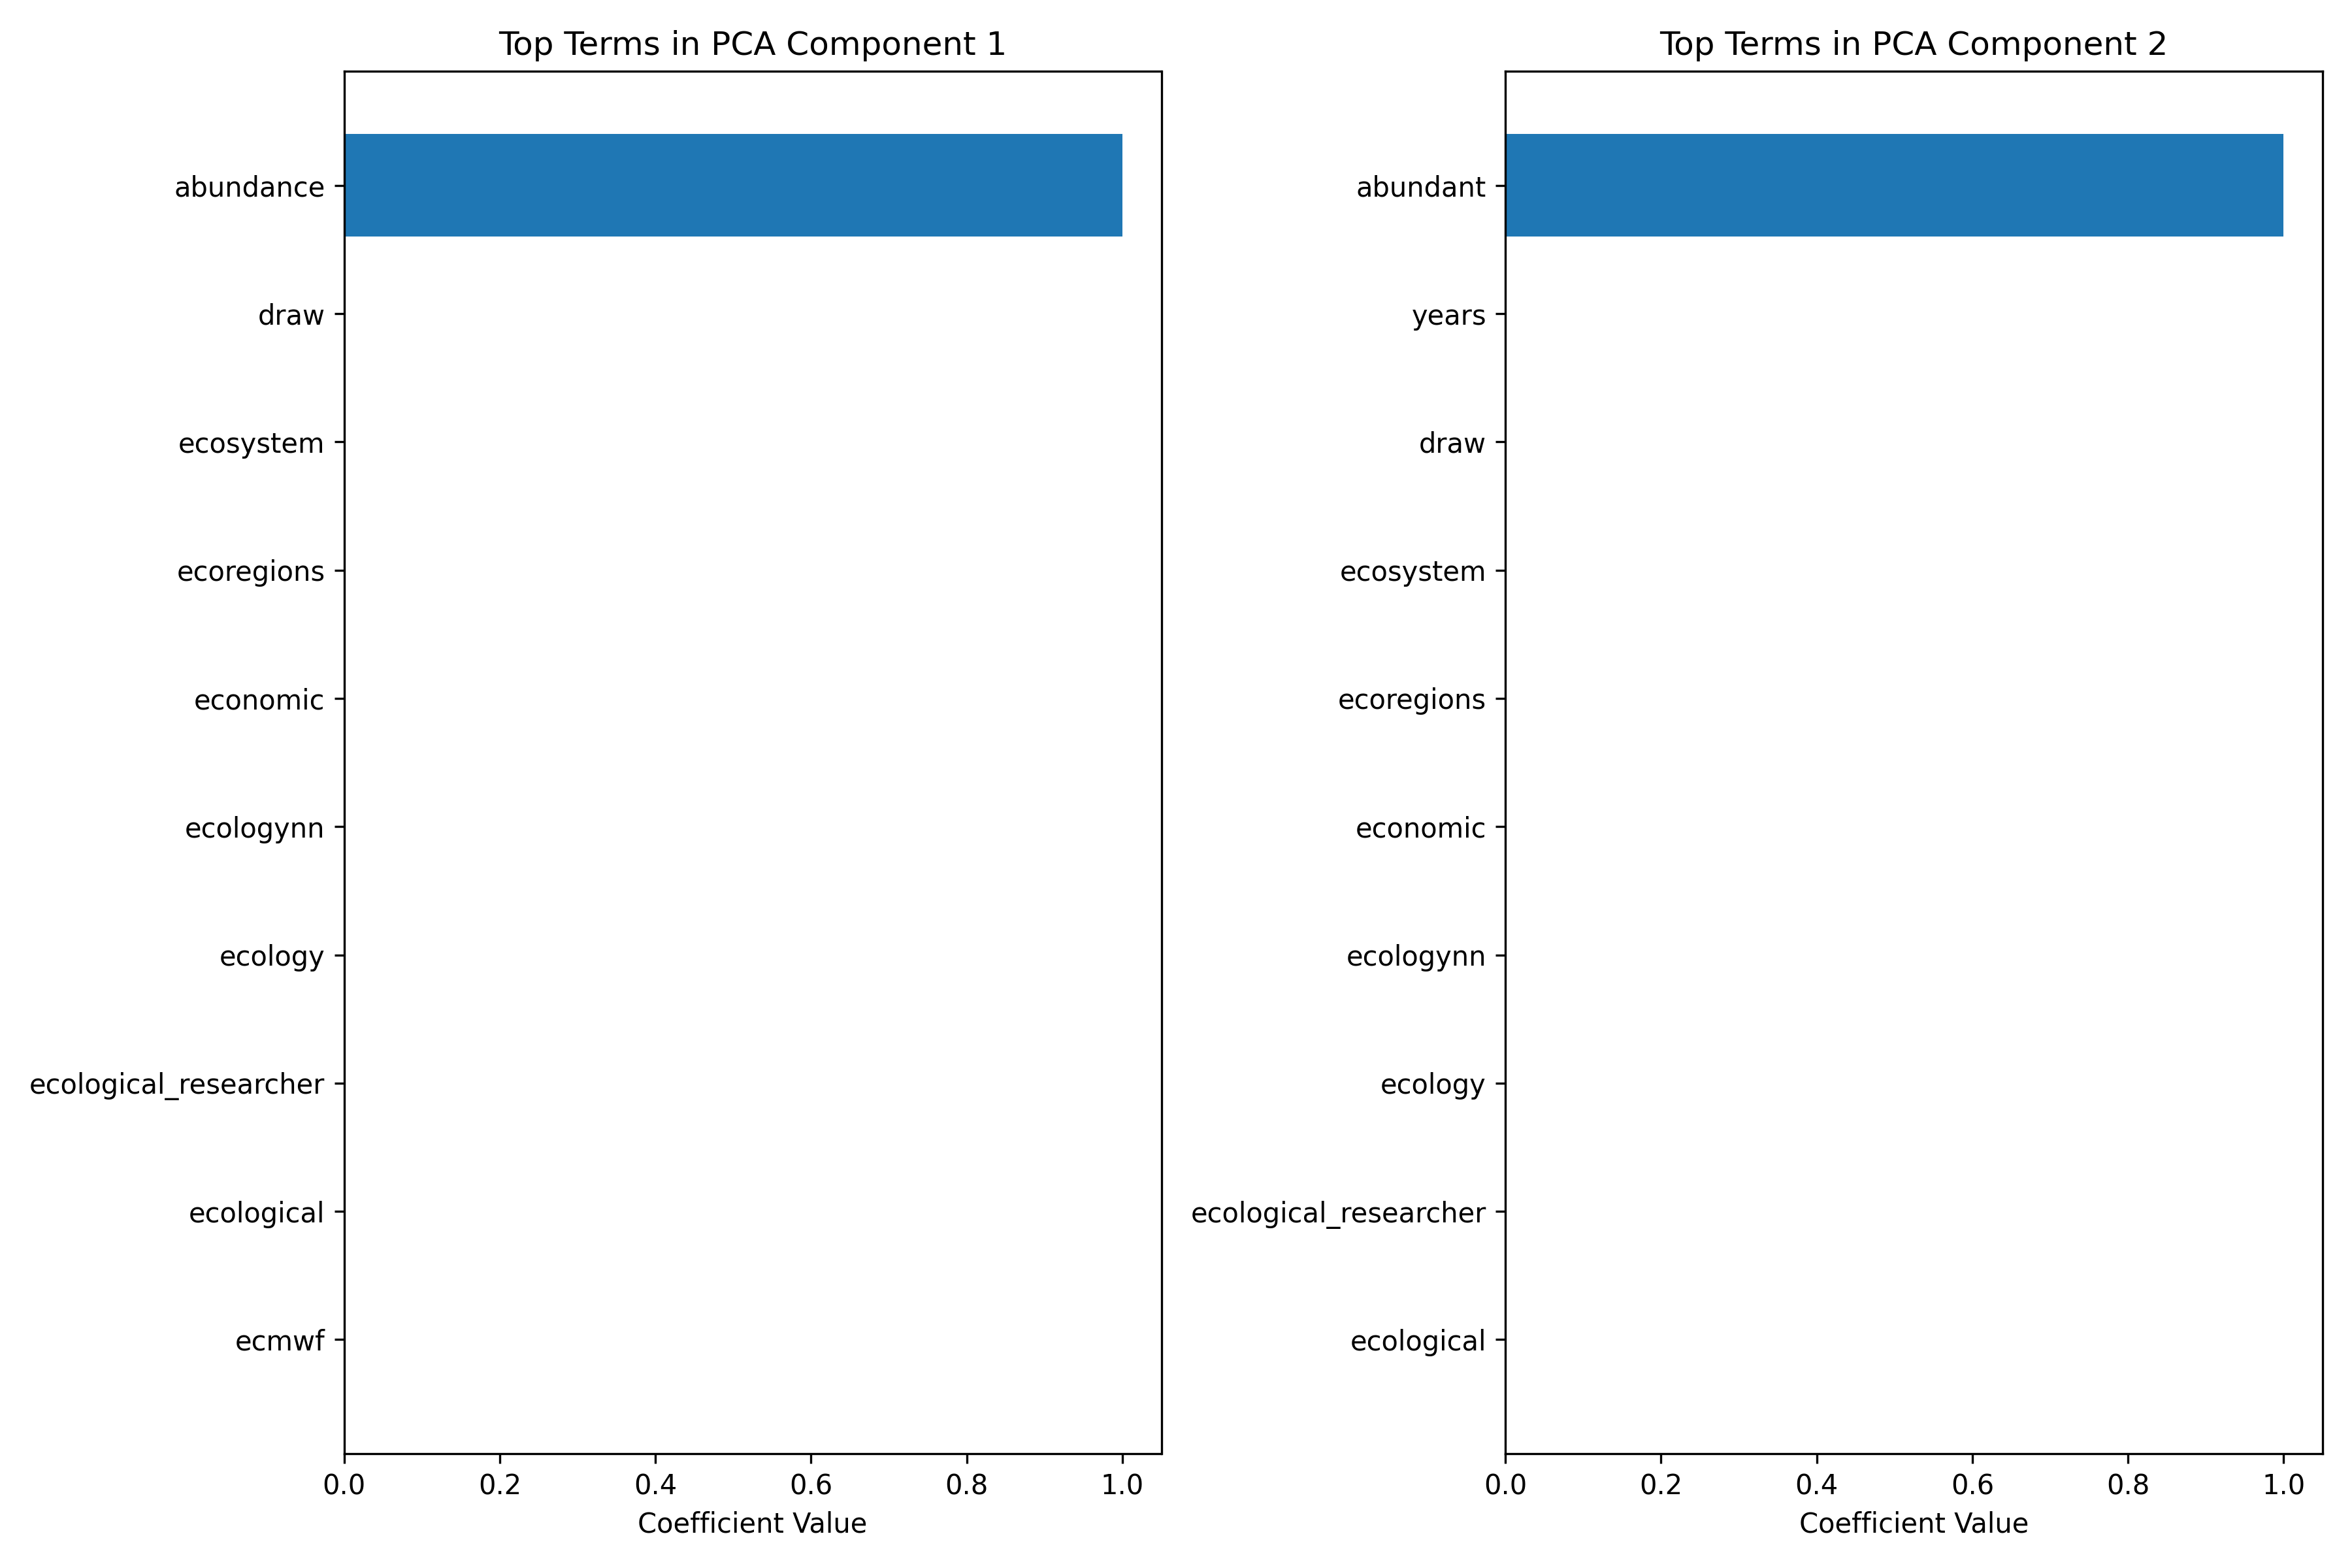 Top Terms in PCA Component 1
abundance
draw
ecosystem
ecoregions
economic
ecologynn
ecology
ecological_researcher
ecological
ecmwf
0.0 0.2 0.4 0.6 0.8 1.0
Coefficient Value
Top Terms in PCA Component 2
abundant
years
draw
ecosystem
ecoregions
economic
ecologynn
ecology
ecological_researcher
ecological
0.0 0.2 0.4 0.6 0.8 1.0
Coefficient Value